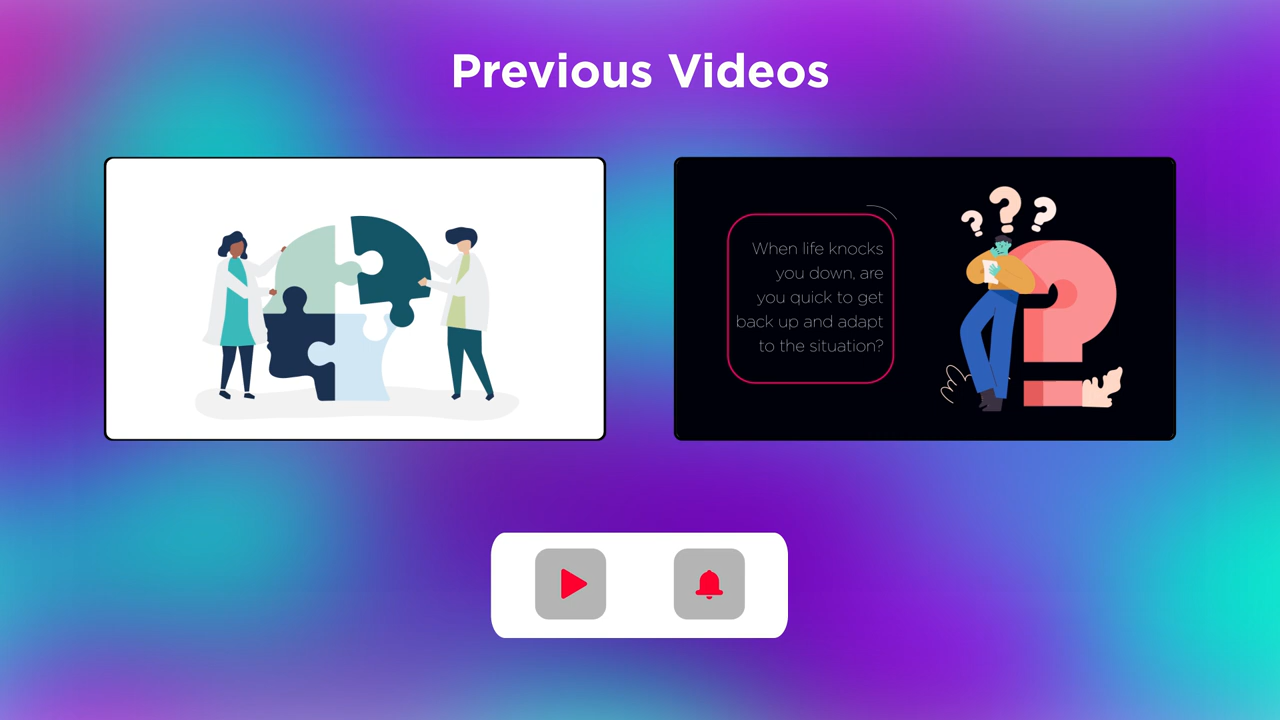 Previous Videos
When life knocks
you down, are
you quick to get
back up and adapt
to the situation?